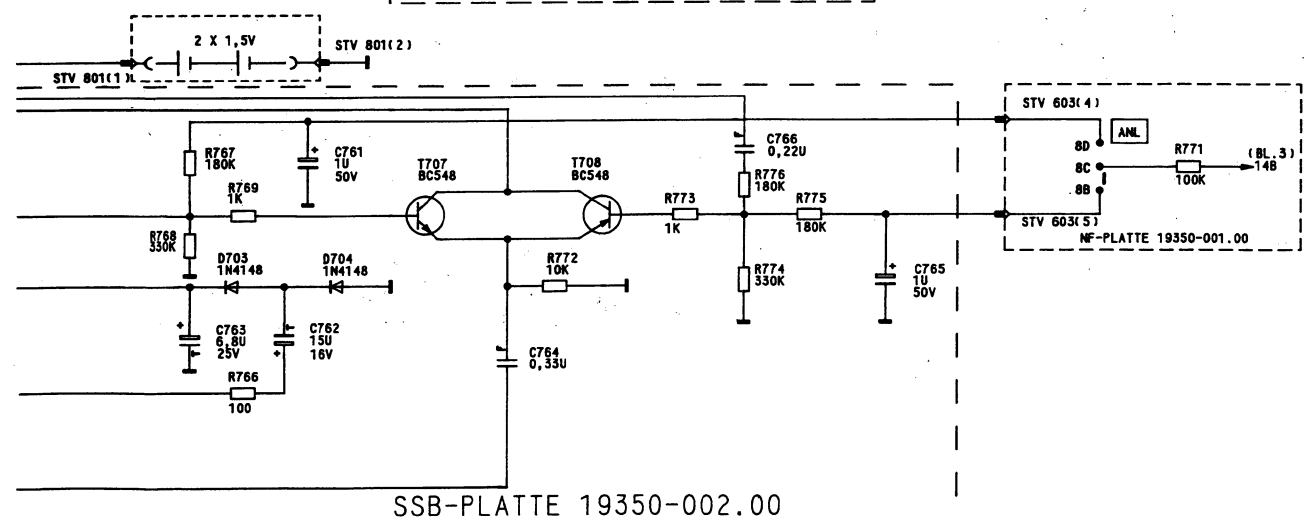 2 X 1,5V
STV 801(2)
STV 801(1)
STV 603(4)
ANL
8D
8C
8B
R771
100K
(BL.3)
14B
STV 603(5)
NF-PLATTE 19350-001.00
R767
180K
C761
1U
50V
T707
BC548
T708
BC548
C766
0,22U
R776
180K
R769
1K
R773
1K
R775
180K
R768
330K
D703
1N4148
D704
1N4148
R772
10K
R774
330K
C765
1U
50V
C763
6,8U
25V
C762
15U
16V
C764
0,33U
R766
100
SSB-PLATTE 19350-002.00